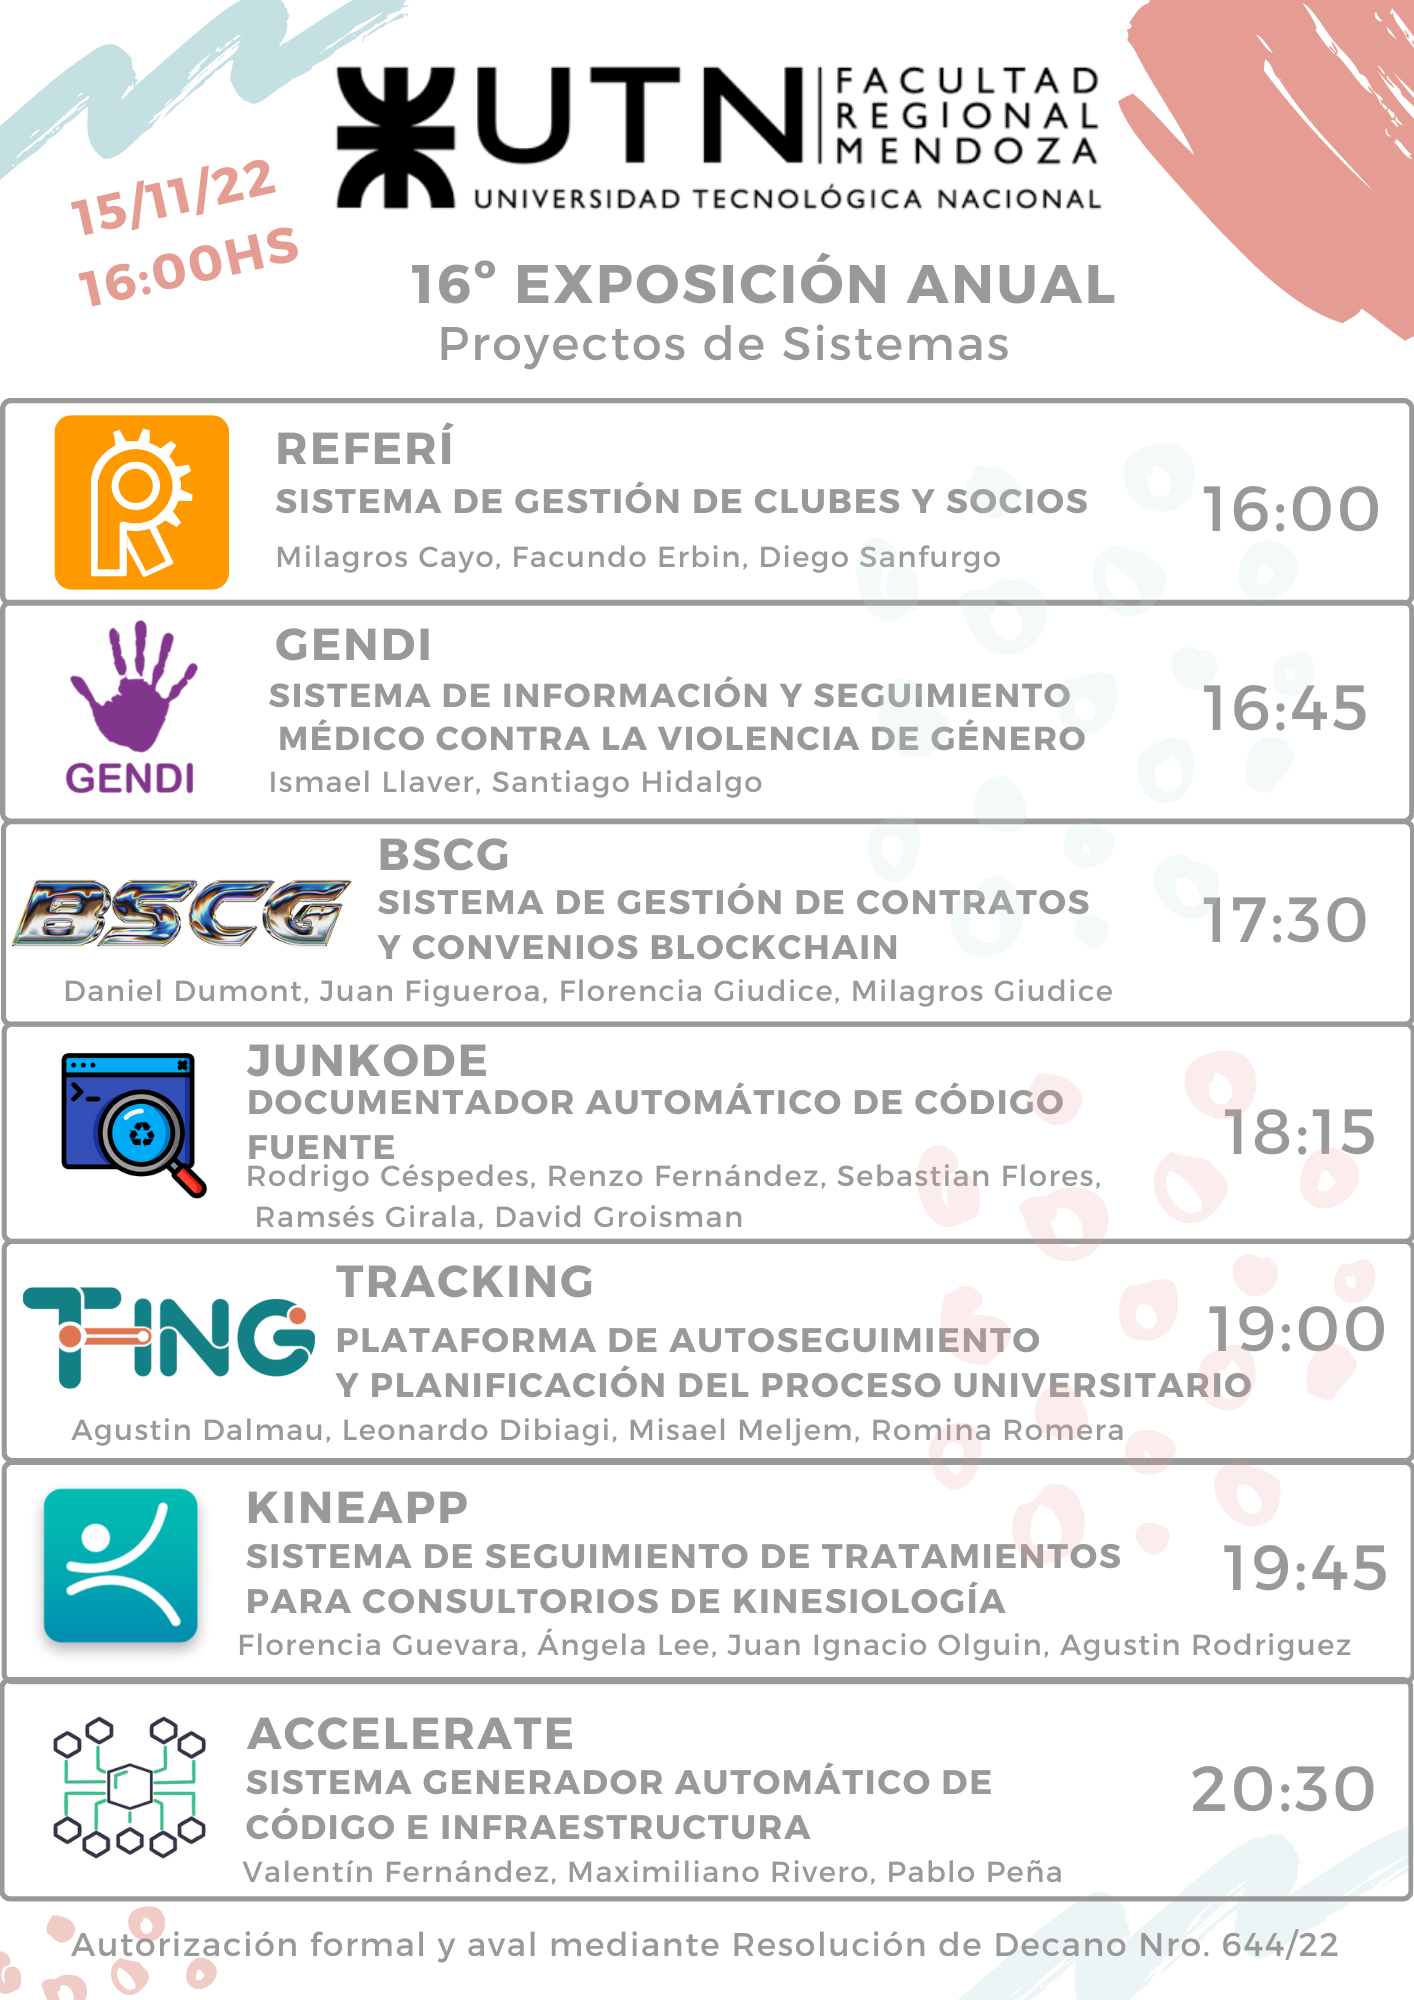 UTN
FACULTAD
REGIONAL
MENDOZA
UNIVERSIDAD TECNOLÓGICA NACIONAL
15/11/22
16:00HS
16º EXPOSICIÓN ANUAL
Proyectos de Sistemas
REFERÍ
SISTEMA DE GESTIÓN DE CLUBES Y SOCIOS
Milagros Cayo, Facundo Erbin, Diego Sanfurgo
16:00
GENDI
GENDI
SISTEMA DE INFORMACIÓN Y SEGUIMIENTO
MÉDICO CONTRA LA VIOLENCIA DE GÉNERO
Ismael Llaver, Santiago Hidalgo
16:45
BSCG
BSCG
SISTEMA DE GESTIÓN DE CONTRATOS
Y CONVENIOS BLOCKCHAIN
Daniel Dumont, Juan Figueroa, Florencia Giudice, Milagros Giudice
17:30
JUNKODE
DOCUMENTADOR AUTOMÁTICO DE CÓDIGO
FUENTE
Rodrigo Céspedes, Renzo Fernández, Sebastian Flores,
Ramsés Girala, David Groisman
18:15
T-ING
TRACKING
PLATAFORMA DE AUTOSEGUIMIENTO
Y PLANIFICACIÓN DEL PROCESO UNIVERSITARIO
Agustin Dalmau, Leonardo Dibiagi, Misael Meljem, Romina Romera
19:00
KINEAPP
SISTEMA DE SEGUIMIENTO DE TRATAMIENTOS
PARA CONSULTORIOS DE KINESIOLOGÍA
Florencia Guevara, Ángela Lee, Juan Ignacio Olguin, Agustin Rodriguez
19:45
ACCELERATE
SISTEMA GENERADOR AUTOMÁTICO DE
CÓDIGO E INFRAESTRUCTURA
Valentín Fernández, Maximiliano Rivero, Pablo Peña
20:30
Autorización formal y aval mediante Resolución de Decano Nro. 644/22